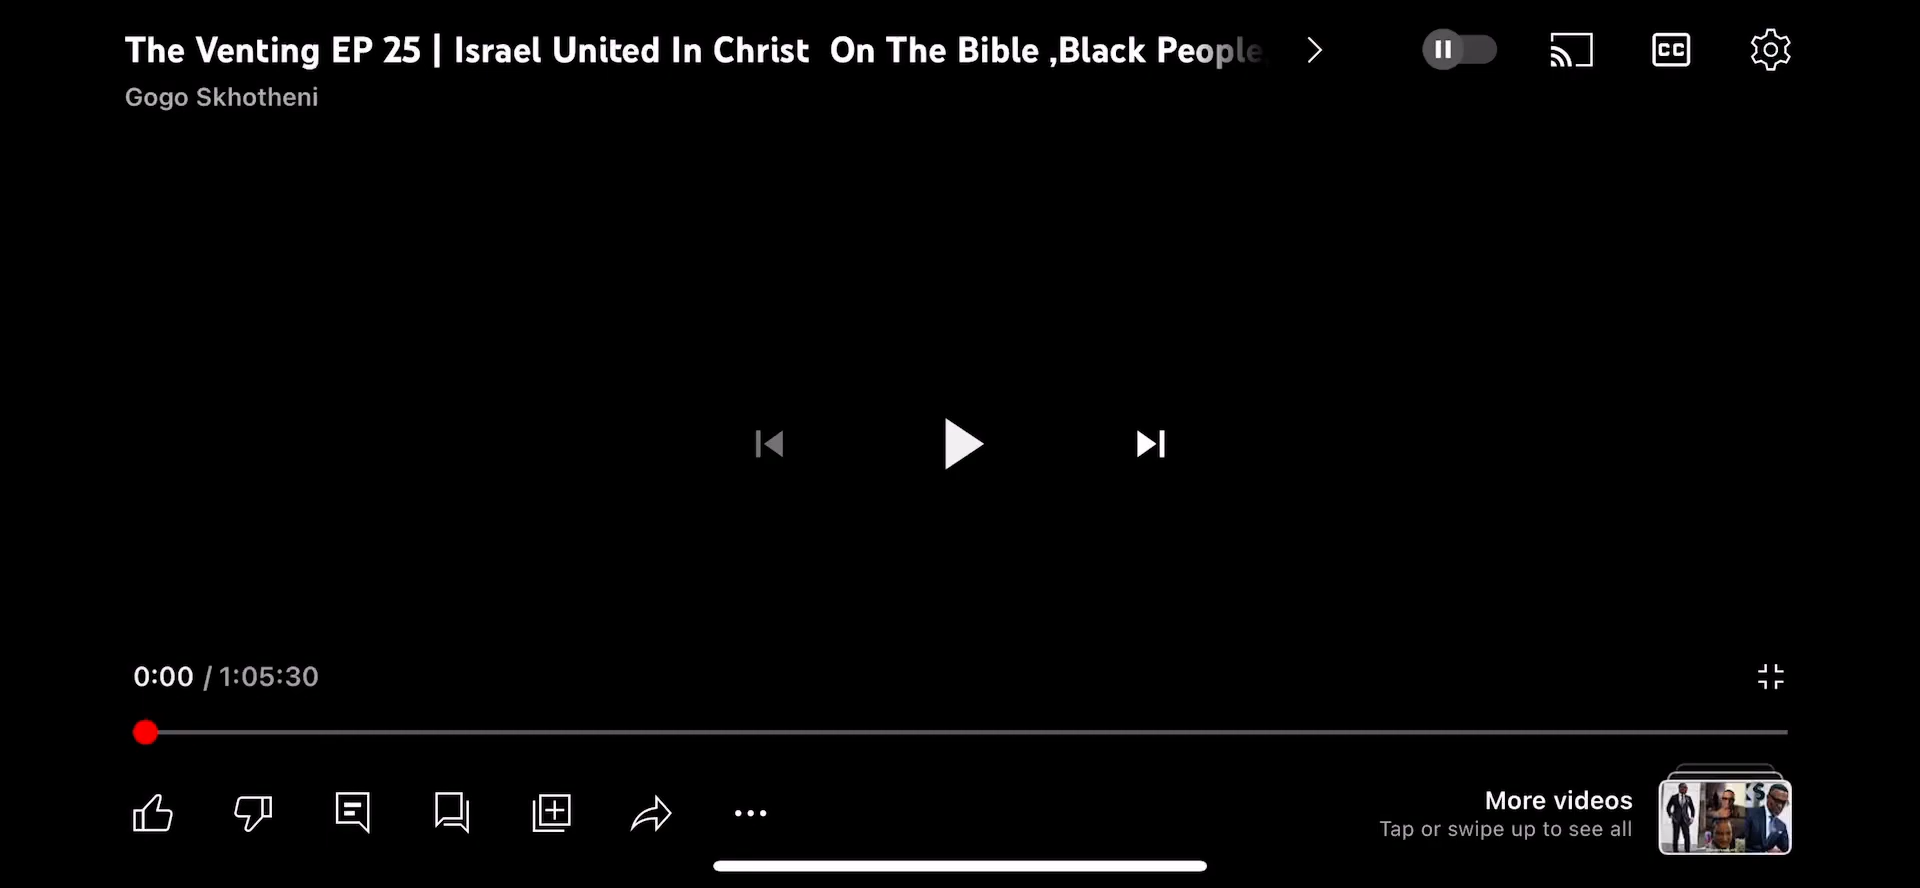 The Venting EP 25 | Israel United In Christ On The Bible ,Black People,
Gogo Skhotheni
CC
0:00 / 1:05:30
More videos
Tap or swipe up to see all